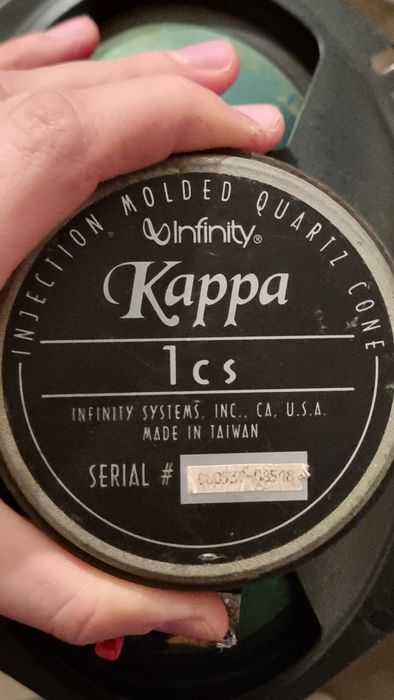 INJECTION MOLDED QUARTZ CONE
Infinity®
Kappa
1cs
INFINITY SYSTEMS, INC., CA, U.S.A.
MADE IN TAIWAN
SERIAL #